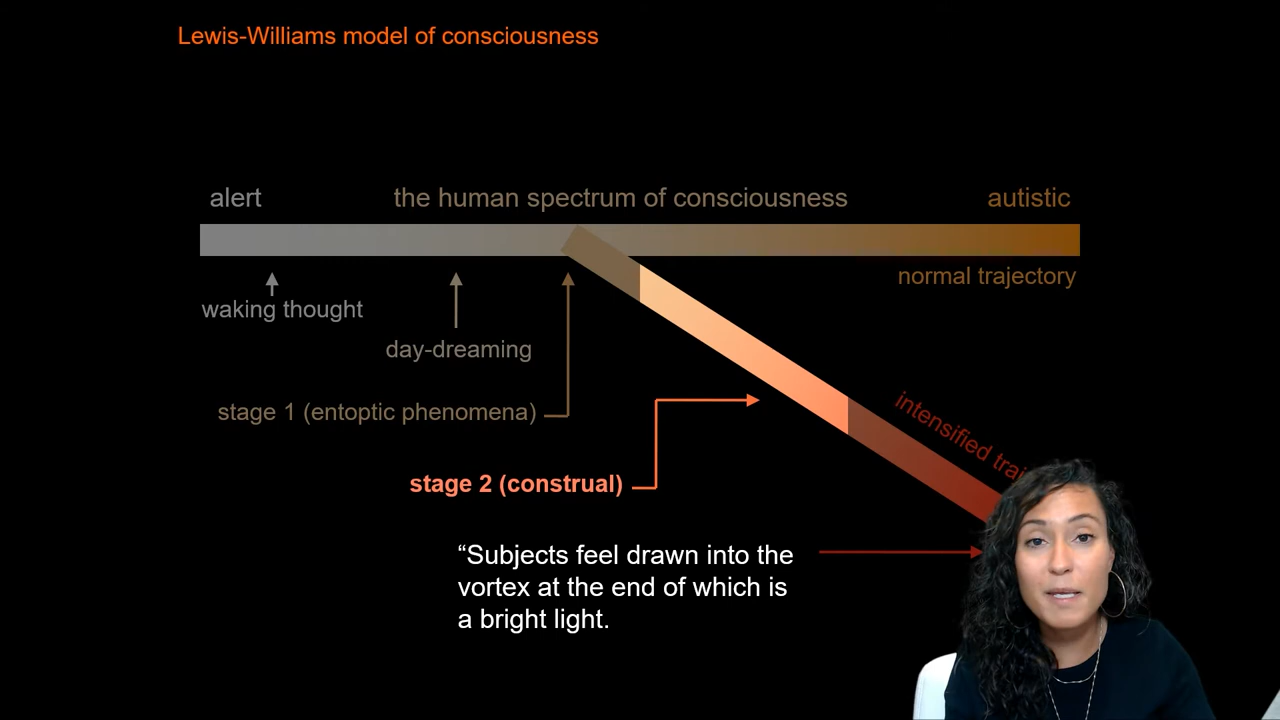 Lewis-Williams model of consciousness
alert
the human spectrum of consciousness
autistic
normal trajectory
waking thought
day-dreaming
stage 1 (entoptic phenomena)
intensified
stage 2 (construal)
“Subjects feel drawn into the
vortex at the end of which is
a bright light.